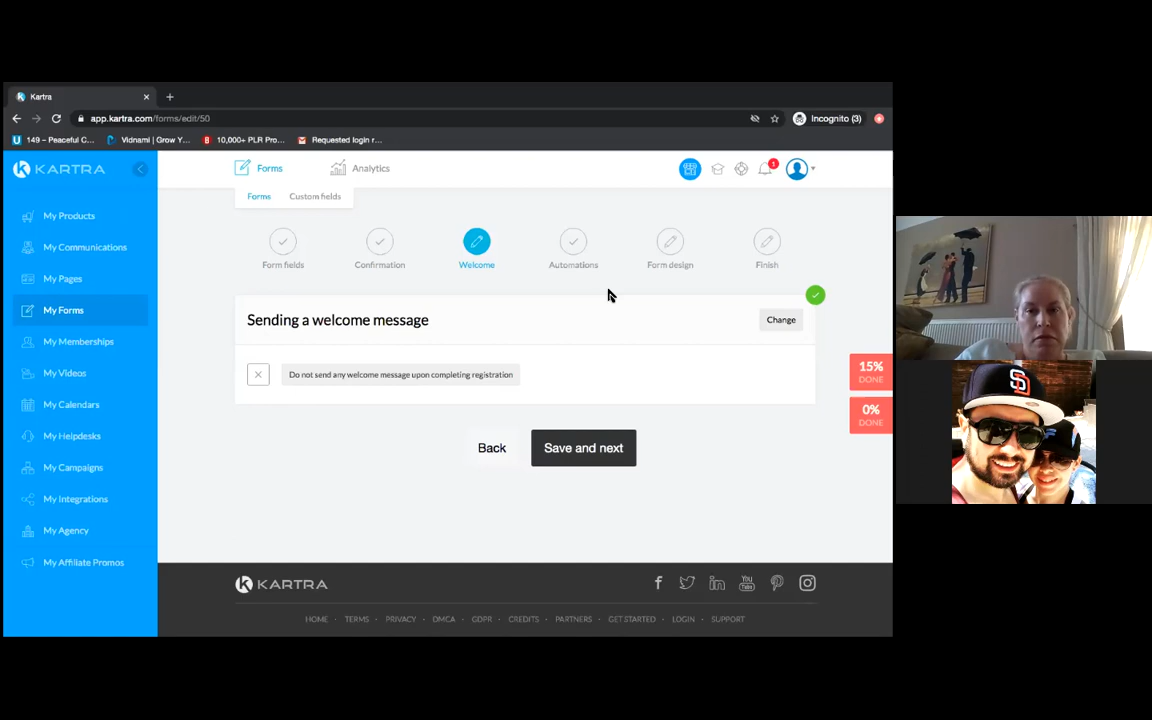 Kartra
app.kartra.com/forms/edit/50
Incognito (3)
149 – Peaceful C...
Vidnami | Grow Y...
10,000+ PLR Pro...
Requested login r...
KARTRA
Forms
Analytics
1
Forms
Custom fields
My Products
My Communications
My Pages
My Forms
My Memberships
My Videos
My Calendars
My Helpdesks
My Campaigns
My Integrations
My Agency
My Affiliate Promos
Form fields
Confirmation
Welcome
Automations
Form design
Finish
Sending a welcome message
Change
Do not send any welcome message upon completing registration
15%
DONE
0%
DONE
Back
Save and next
KARTRA
You
Tube
HOME · TERMS · PRIVACY · DMCA · GDPR · CREDITS · PARTNERS · GET STARTED · LOGIN · SUPPORT
SD